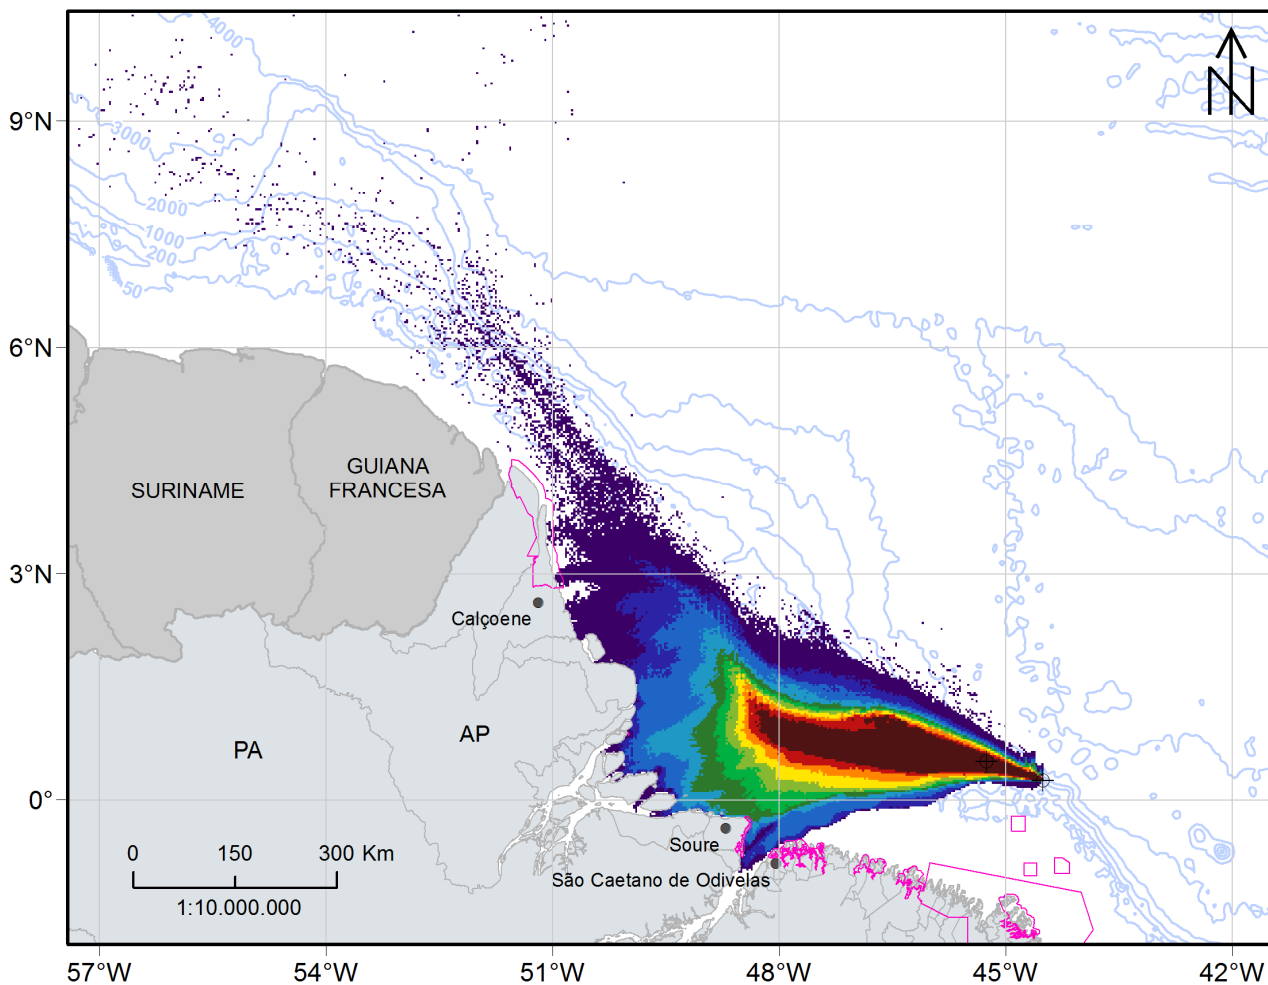 4000
N
9°N
3000
2000
1000
200
50
6°N
GUIANA
FRANCESA
SURINAME
3°N
Calçoene
AP
PA
0°
Soure
0 150 300 Km
São Caetano de Odivelas
1:10.000.000
57°W 54°W 51°W 48°W 45°W 42°W